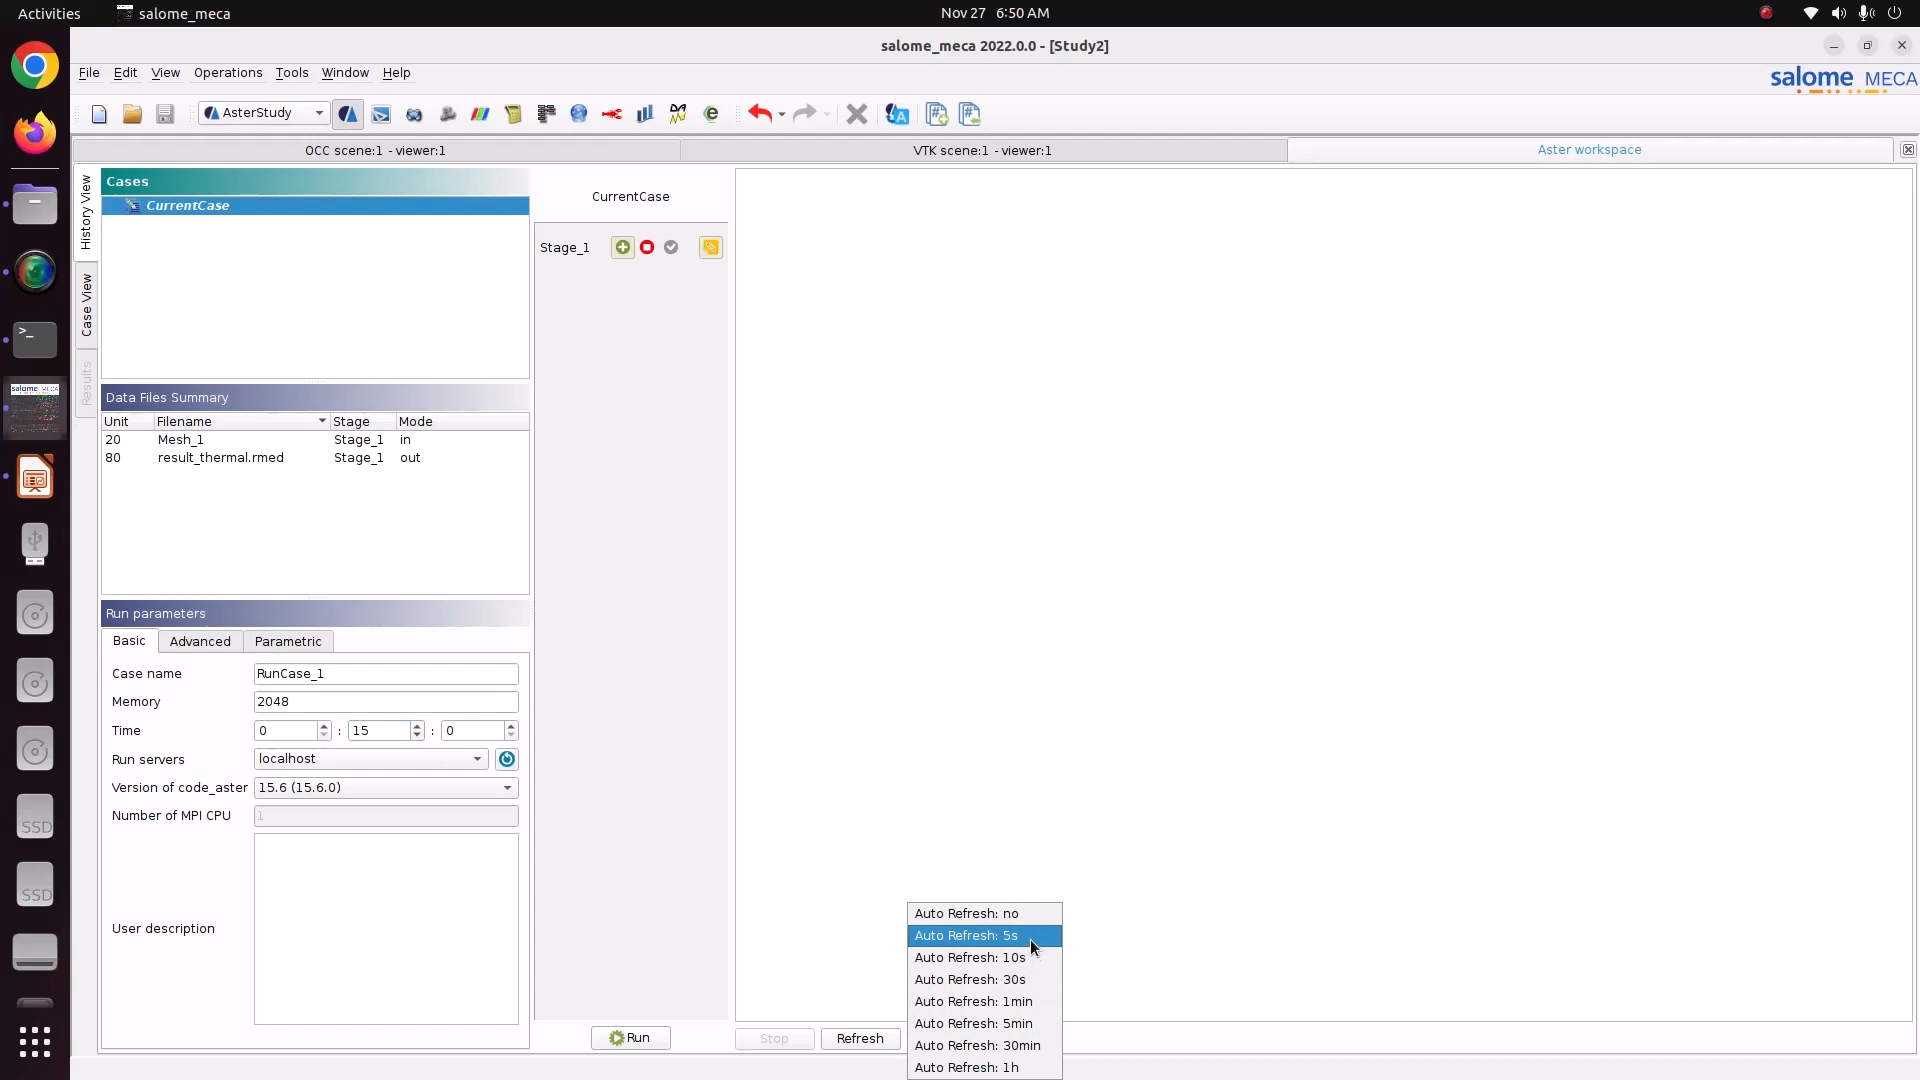 Activities salome_meca Nov 27 6:50 AM
salome_meca 2022.0.0 - [Study2]
File Edit View Operations Tools Window Help
salome MECA
AsterStudy
OCC scene:1 - viewer:1 VTK scene:1 - viewer:1 Aster workspace
History View
Case View
Results
Cases
CurrentCase
CurrentCase
Stage_1
Data Files Summary
Unit Filename Stage Mode
20 Mesh_1 Stage_1 in
80 result_thermal.rmed Stage_1 out
Run parameters
Basic Advanced Parametric
Case name RunCase_1
Memory 2048
Time 0 : 15 : 0
Run servers localhost
Version of code_aster 15.6 (15.6.0)
Number of MPI CPU 1
User description
Run Stop Refresh
Auto Refresh: no
Auto Refresh: 5s
Auto Refresh: 10s
Auto Refresh: 30s
Auto Refresh: 1min
Auto Refresh: 5min
Auto Refresh: 30min
Auto Refresh: 1h
salome MECA
SSD
SSD